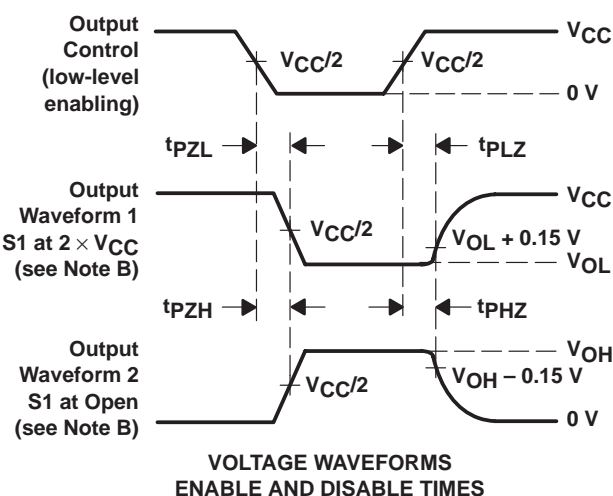 Output
Control
(low-level
enabling)
VCC/2
VCC/2
VCC
0 V
tPZL
tPLZ
Output
Waveform 1
S1 at 2 × VCC
(see Note B)
VCC/2
VCC
VOL + 0.15 V
VOL
tPZH
tPHZ
Output
Waveform 2
S1 at Open
(see Note B)
VCC/2
VOH
VOH – 0.15 V
0 V
VOLTAGE WAVEFORMS
ENABLE AND DISABLE TIMES